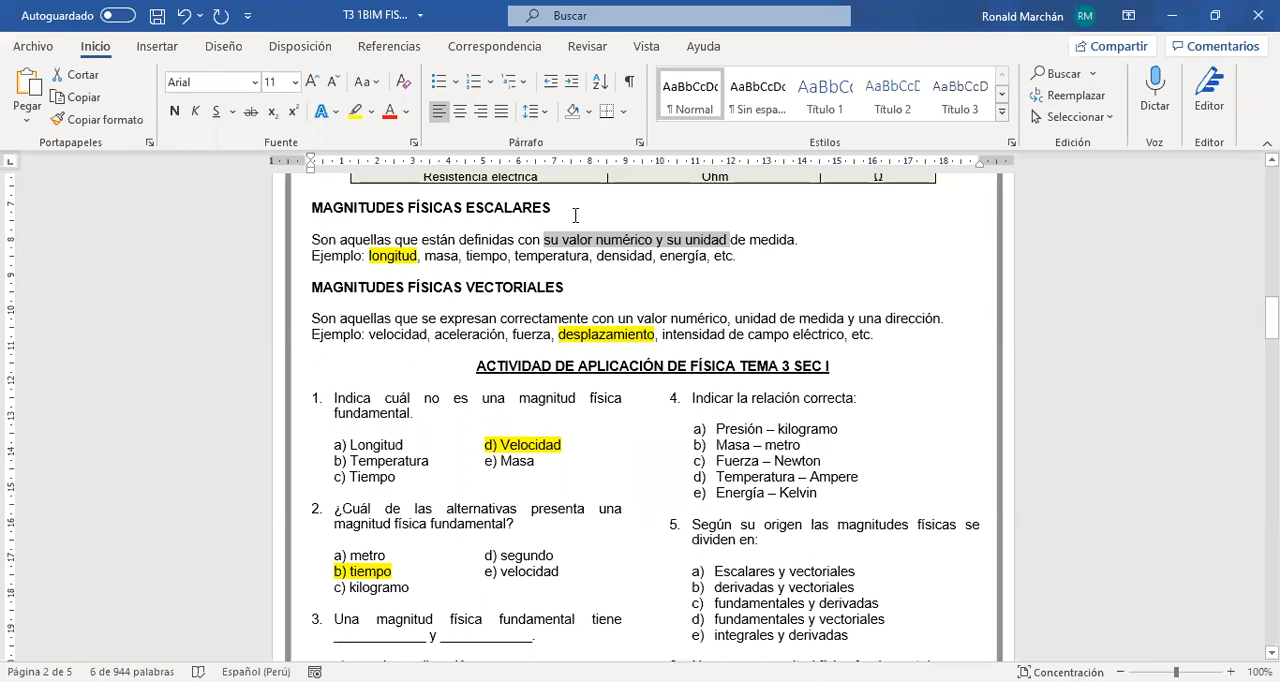 Autoguardado
T3 1BIM FIS...
Buscar
Ronald Marchán
RM
Archivo
Inicio
Insertar
Diseño
Disposición
Referencias
Correspondencia
Revisar
Vista
Ayuda
Compartir
Comentarios
Pegar
Cortar
Copiar
Copiar formato
Portapapeles
Arial
11
Fuente
Párrafo
AaBbCcDc
¶ Normal
AaBbCcDc
¶ Sin espa...
AaBbCc
Título 1
AaBbCcD
Título 2
AaBbCcD
Título 3
Estilos
Buscar
Reemplazar
Seleccionar
Edición
Dictar
Voz
Editor
Editor
Resistencia eléctrica Ohm Ω
MAGNITUDES FÍSICAS ESCALARES
Son aquellas que están definidas con su valor numérico y su unidad de medida.
Ejemplo: longitud, masa, tiempo, temperatura, densidad, energía, etc.
MAGNITUDES FÍSICAS VECTORIALES
Son aquellas que se expresan correctamente con un valor numérico, unidad de medida y una dirección.
Ejemplo: velocidad, aceleración, fuerza, desplazamiento, intensidad de campo eléctrico, etc.
ACTIVIDAD DE APLICACIÓN DE FÍSICA TEMA 3 SEC I
1. Indica cuál no es una magnitud física
fundamental.
a) Longitud d) Velocidad
b) Temperatura e) Masa
c) Tiempo
2. ¿Cuál de las alternativas presenta una
magnitud física fundamental?
a) metro d) segundo
b) tiempo e) velocidad
c) kilogramo
3. Una magnitud física fundamental tiene
____________ y ____________.
4. Indicar la relación correcta:
a) Presión – kilogramo
b) Masa – metro
c) Fuerza – Newton
d) Temperatura – Ampere
e) Energía – Kelvin
5. Según su origen las magnitudes físicas se
dividen en:
a) Escalares y vectoriales
b) derivadas y vectoriales
c) fundamentales y derivadas
d) fundamentales y vectoriales
e) integrales y derivadas
Página 2 de 5
6 de 944 palabras
Español (Perú)
Concentración
100%